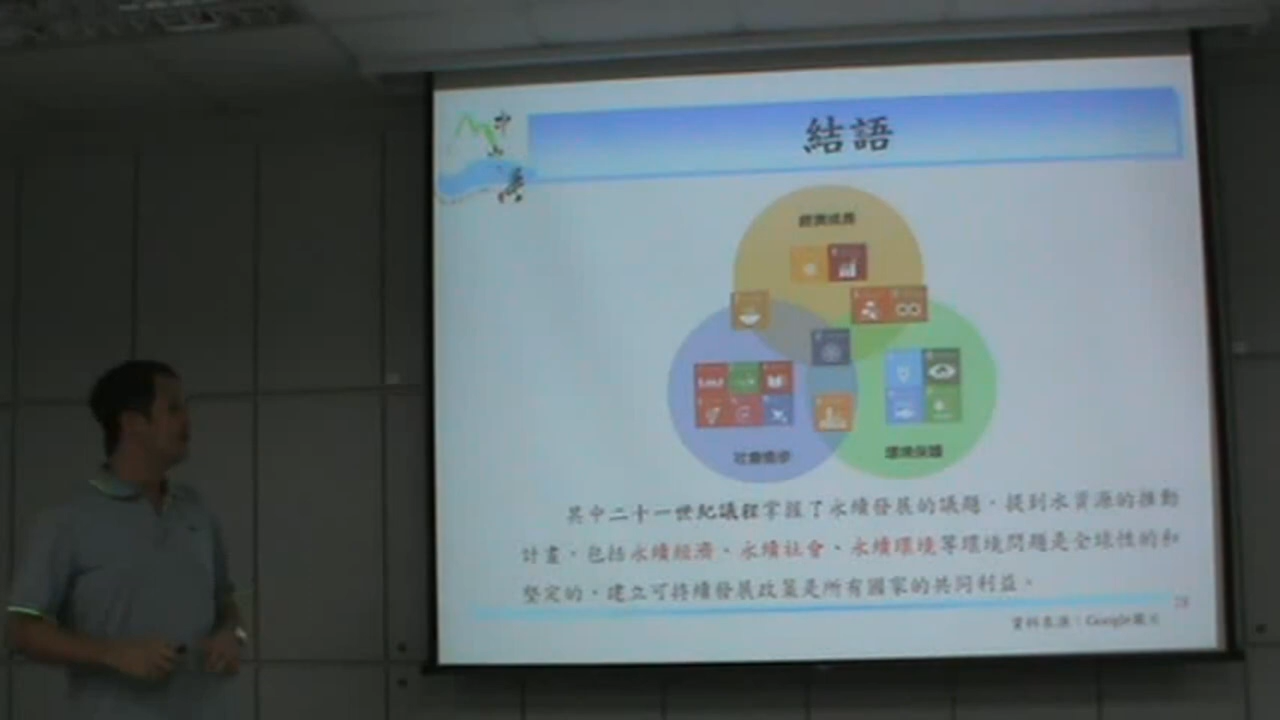 中山
結語
經濟成長
社會進步
環境保護
其中二十一世紀議程掌握了永續發展的議題，提到水資源的推動
計畫，包括永續經濟、永續社會、永續環境等環境問題是全球性的和
堅定的，建立可持續發展政策是所有國家的共同利益。
資料來源：Google圖片